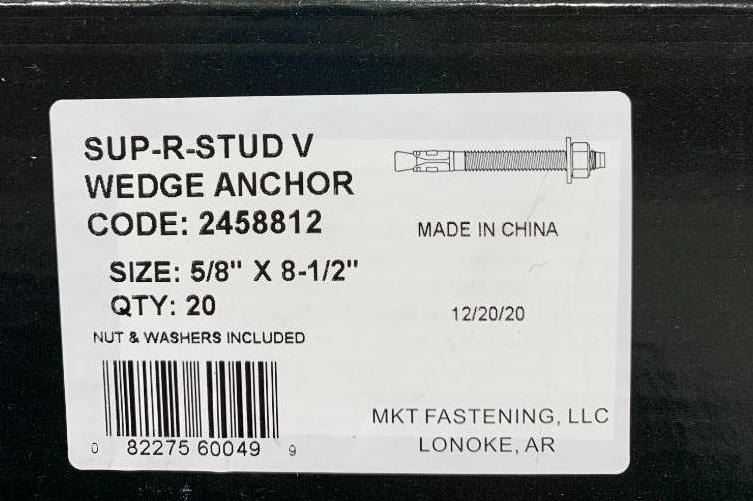 SUP-R-STUD V
WEDGE ANCHOR
CODE: 2458812
SIZE: 5/8" X 8-1/2"
QTY: 20
NUT & WASHERS INCLUDED
0 82275 60049 9
MADE IN CHINA
12/20/20
MKT FASTENING, LLC
LONOKE, AR